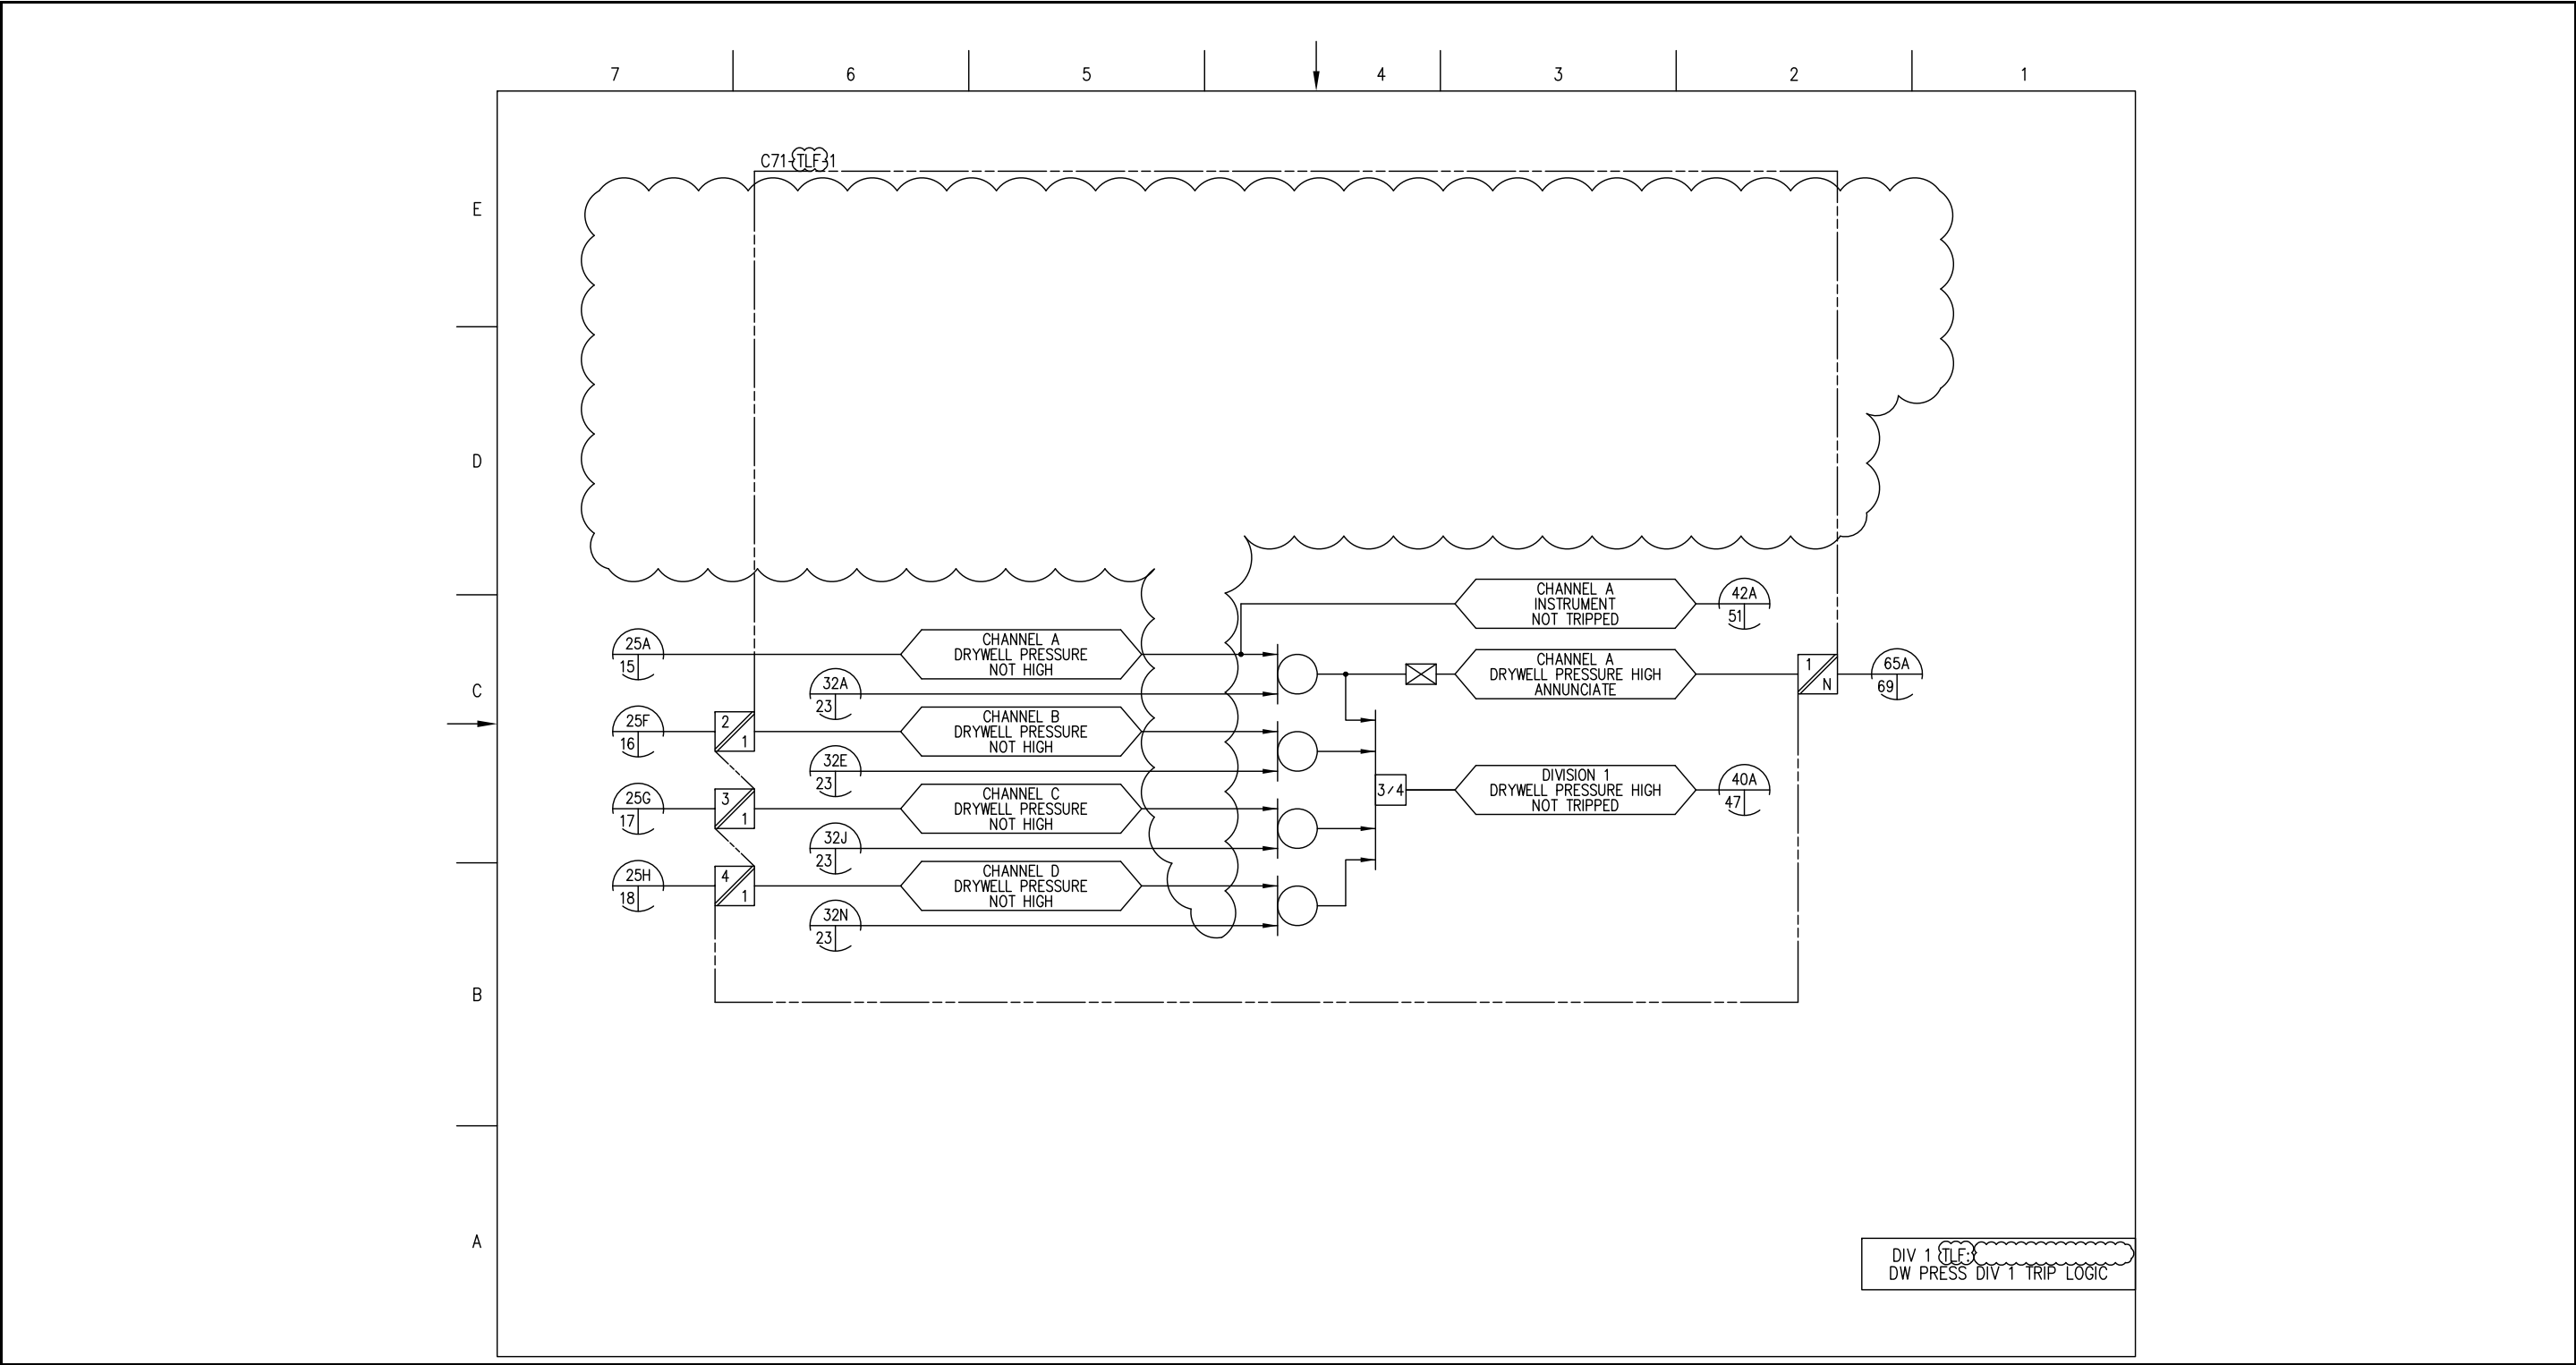 7 6 5 4 3 2 1
C71-TLF-1
E
D
CHANNEL A
INSTRUMENT
NOT TRIPPED
42A
51
25A
15
CHANNEL A
DRYWELL PRESSURE
NOT HIGH
CHANNEL A
DRYWELL PRESSURE HIGH
ANNUNCIATE
1
N
65A
69
C
32A
23
25F
16
2
1
CHANNEL B
DRYWELL PRESSURE
NOT HIGH
32E
23
25G
17
3
1
CHANNEL C
DRYWELL PRESSURE
NOT HIGH
3/4
DIVISION 1
DRYWELL PRESSURE HIGH
NOT TRIPPED
40A
47
32J
23
25H
18
4
1
CHANNEL D
DRYWELL PRESSURE
NOT HIGH
32N
23
B
A
DIV 1 TLF:
DW PRESS DIV 1 TRIP LOGIC